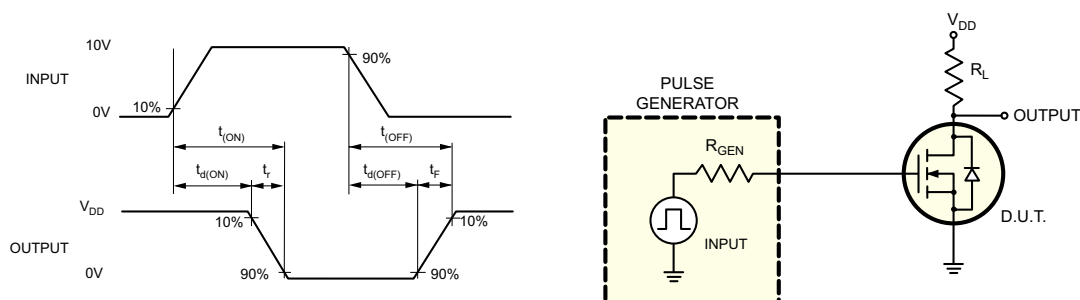 10V
INPUT
90%
10%
0V
t(ON)
t(OFF)
td(ON)
tr
td(OFF)
tF
VDD
10%
10%
OUTPUT
0V
90%
90%
VDD
RL
PULSE
GENERATOR
OUTPUT
RGEN
INPUT
D.U.T.